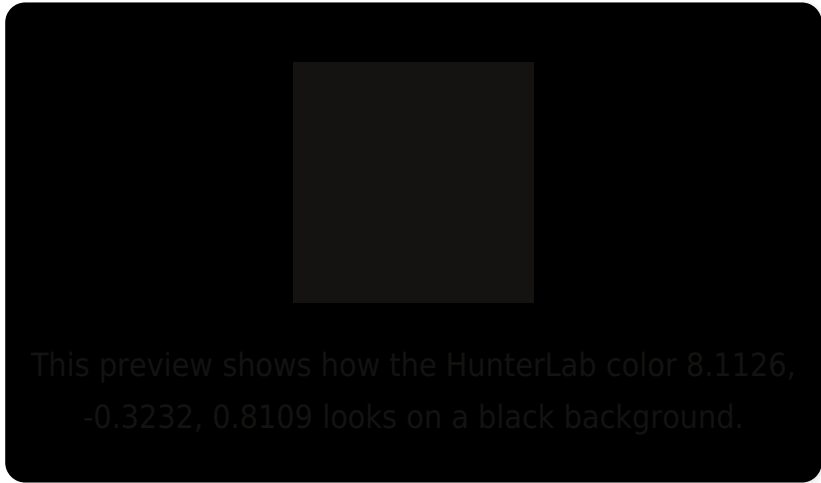 This preview shows how the HunterLab color 8.1126,
-0.3232, 0.8109 looks on a black background.